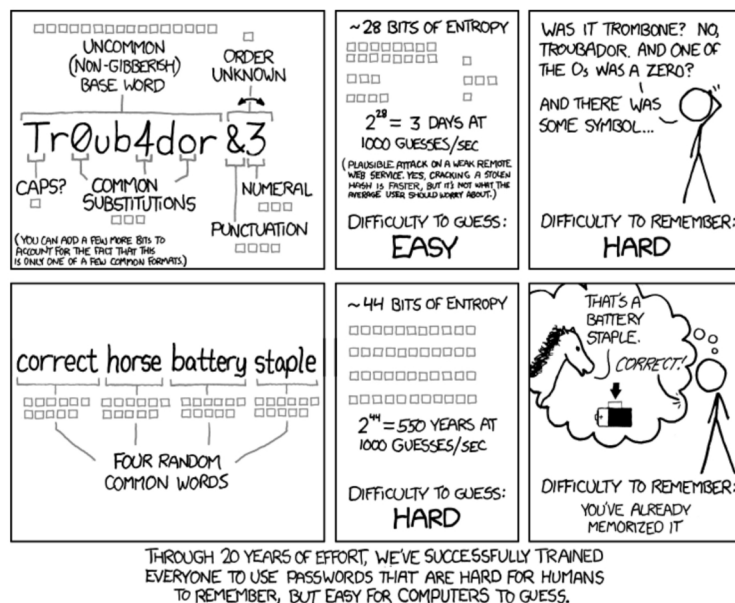 UNCOMMON
(NON-GIBBERISH)
BASE WORD
ORDER
UNKNOWN
Tr0ub4dor &3
CAPS?
COMMON
SUBSTITUTIONS
NUMERAL
PUNCTUATION
(YOU CAN ADD A FEW MORE BITS TO
ACCOUNT FOR THE FACT THAT THIS
IS ONLY ONE OF A FEW COMMON FORMATS.)
~28 BITS OF ENTROPY
2²⁸ = 3 DAYS AT
1000 GUESSES/SEC
(PLAUSIBLE ATTACK ON A WEAK REMOTE
WEB SERVICE. YES, CRACKING A STOLEN
HASH IS FASTER, BUT IT'S NOT WHAT THE
AVERAGE USER SHOULD WORRY ABOUT.)
DIFFICULTY TO GUESS:
EASY
WAS IT TROMBONE? NO,
TROUBADOR. AND ONE OF
THE Os WAS A ZERO?
AND THERE WAS
SOME SYMBOL...
DIFFICULTY TO REMEMBER:
HARD
correct horse battery staple
FOUR RANDOM
COMMON WORDS
~44 BITS OF ENTROPY
2⁴⁴ = 550 YEARS AT
1000 GUESSES/SEC
DIFFICULTY TO GUESS:
HARD
THAT'S A
BATTERY
STAPLE.
CORRECT!
DIFFICULTY TO REMEMBER:
YOU'VE ALREADY
MEMORIZED IT
THROUGH 20 YEARS OF EFFORT, WE'VE SUCCESSFULLY TRAINED
EVERYONE TO USE PASSWORDS THAT ARE HARD FOR HUMANS
TO REMEMBER, BUT EASY FOR COMPUTERS TO GUESS.